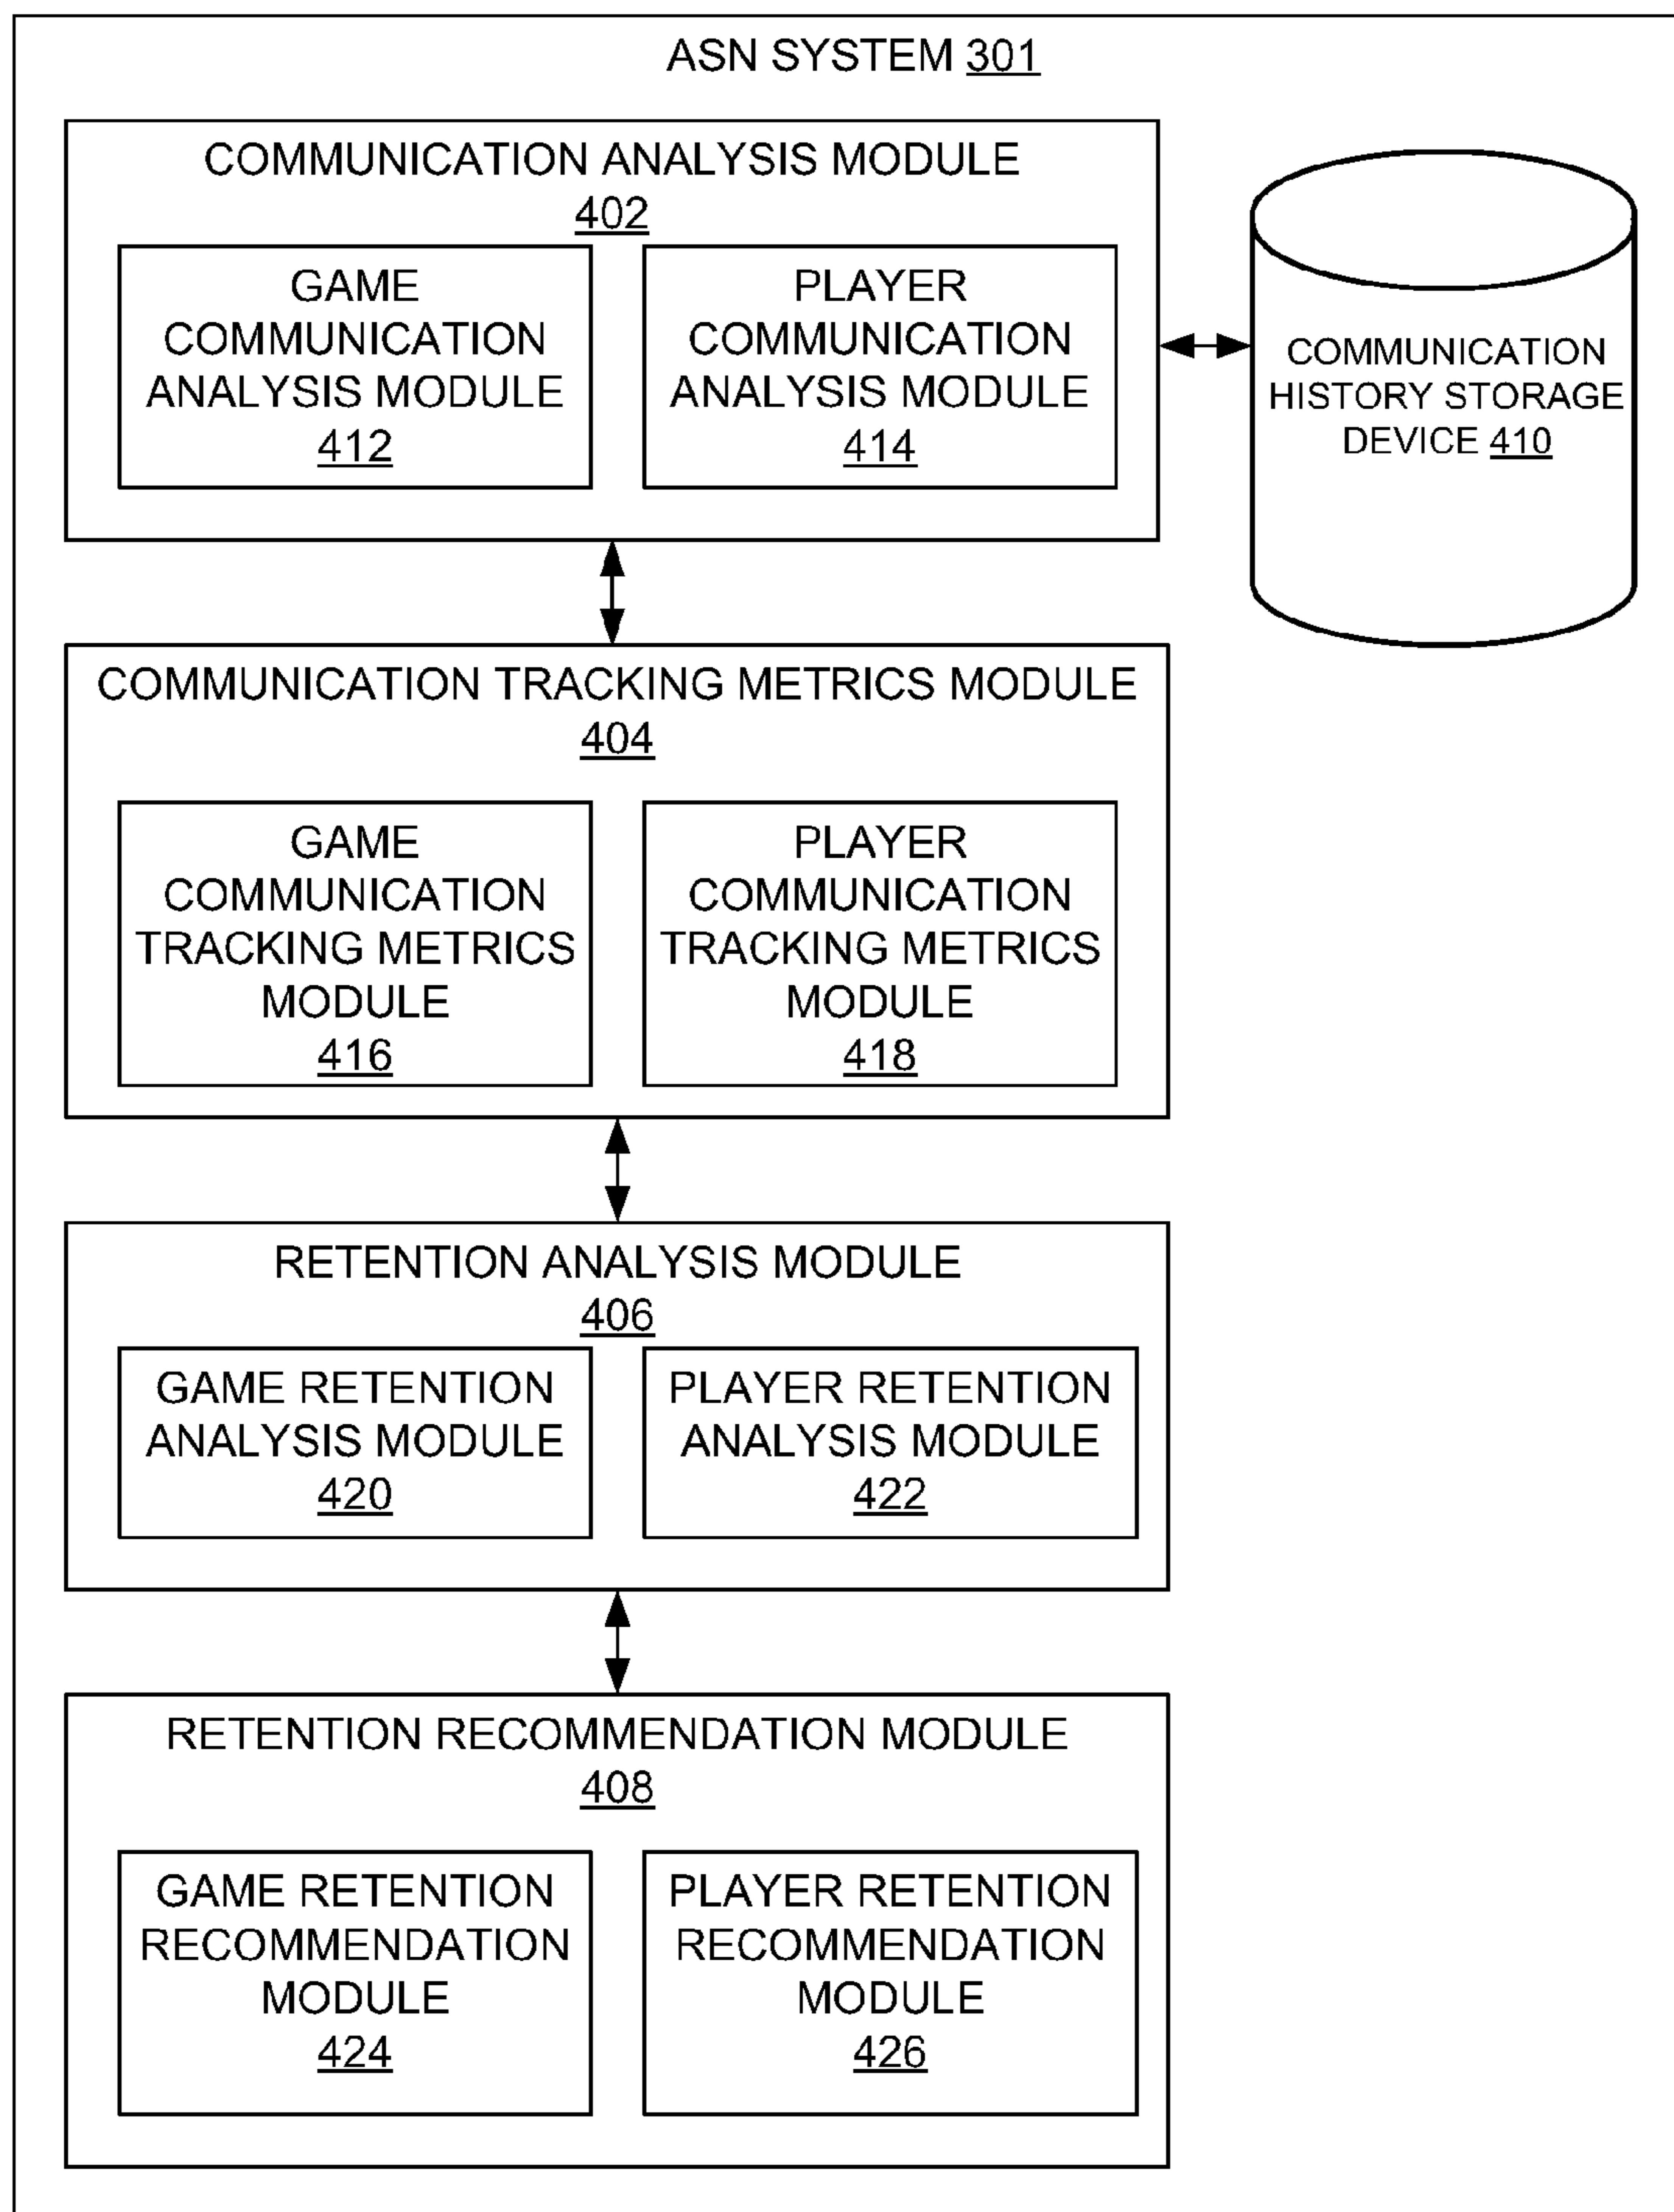 ASN SYSTEM 301
COMMUNICATION ANALYSIS MODULE
402
GAME
COMMUNICATION
ANALYSIS MODULE
412
PLAYER
COMMUNICATION
ANALYSIS MODULE
414
COMMUNICATION
HISTORY STORAGE
DEVICE 410
COMMUNICATION TRACKING METRICS MODULE
404
GAME
COMMUNICATION
TRACKING METRICS
MODULE
416
PLAYER
COMMUNICATION
TRACKING METRICS
MODULE
418
RETENTION ANALYSIS MODULE
406
GAME RETENTION
ANALYSIS MODULE
420
PLAYER RETENTION
ANALYSIS MODULE
422
RETENTION RECOMMENDATION MODULE
408
GAME RETENTION
RECOMMENDATION
MODULE
424
PLAYER RETENTION
RECOMMENDATION
MODULE
426